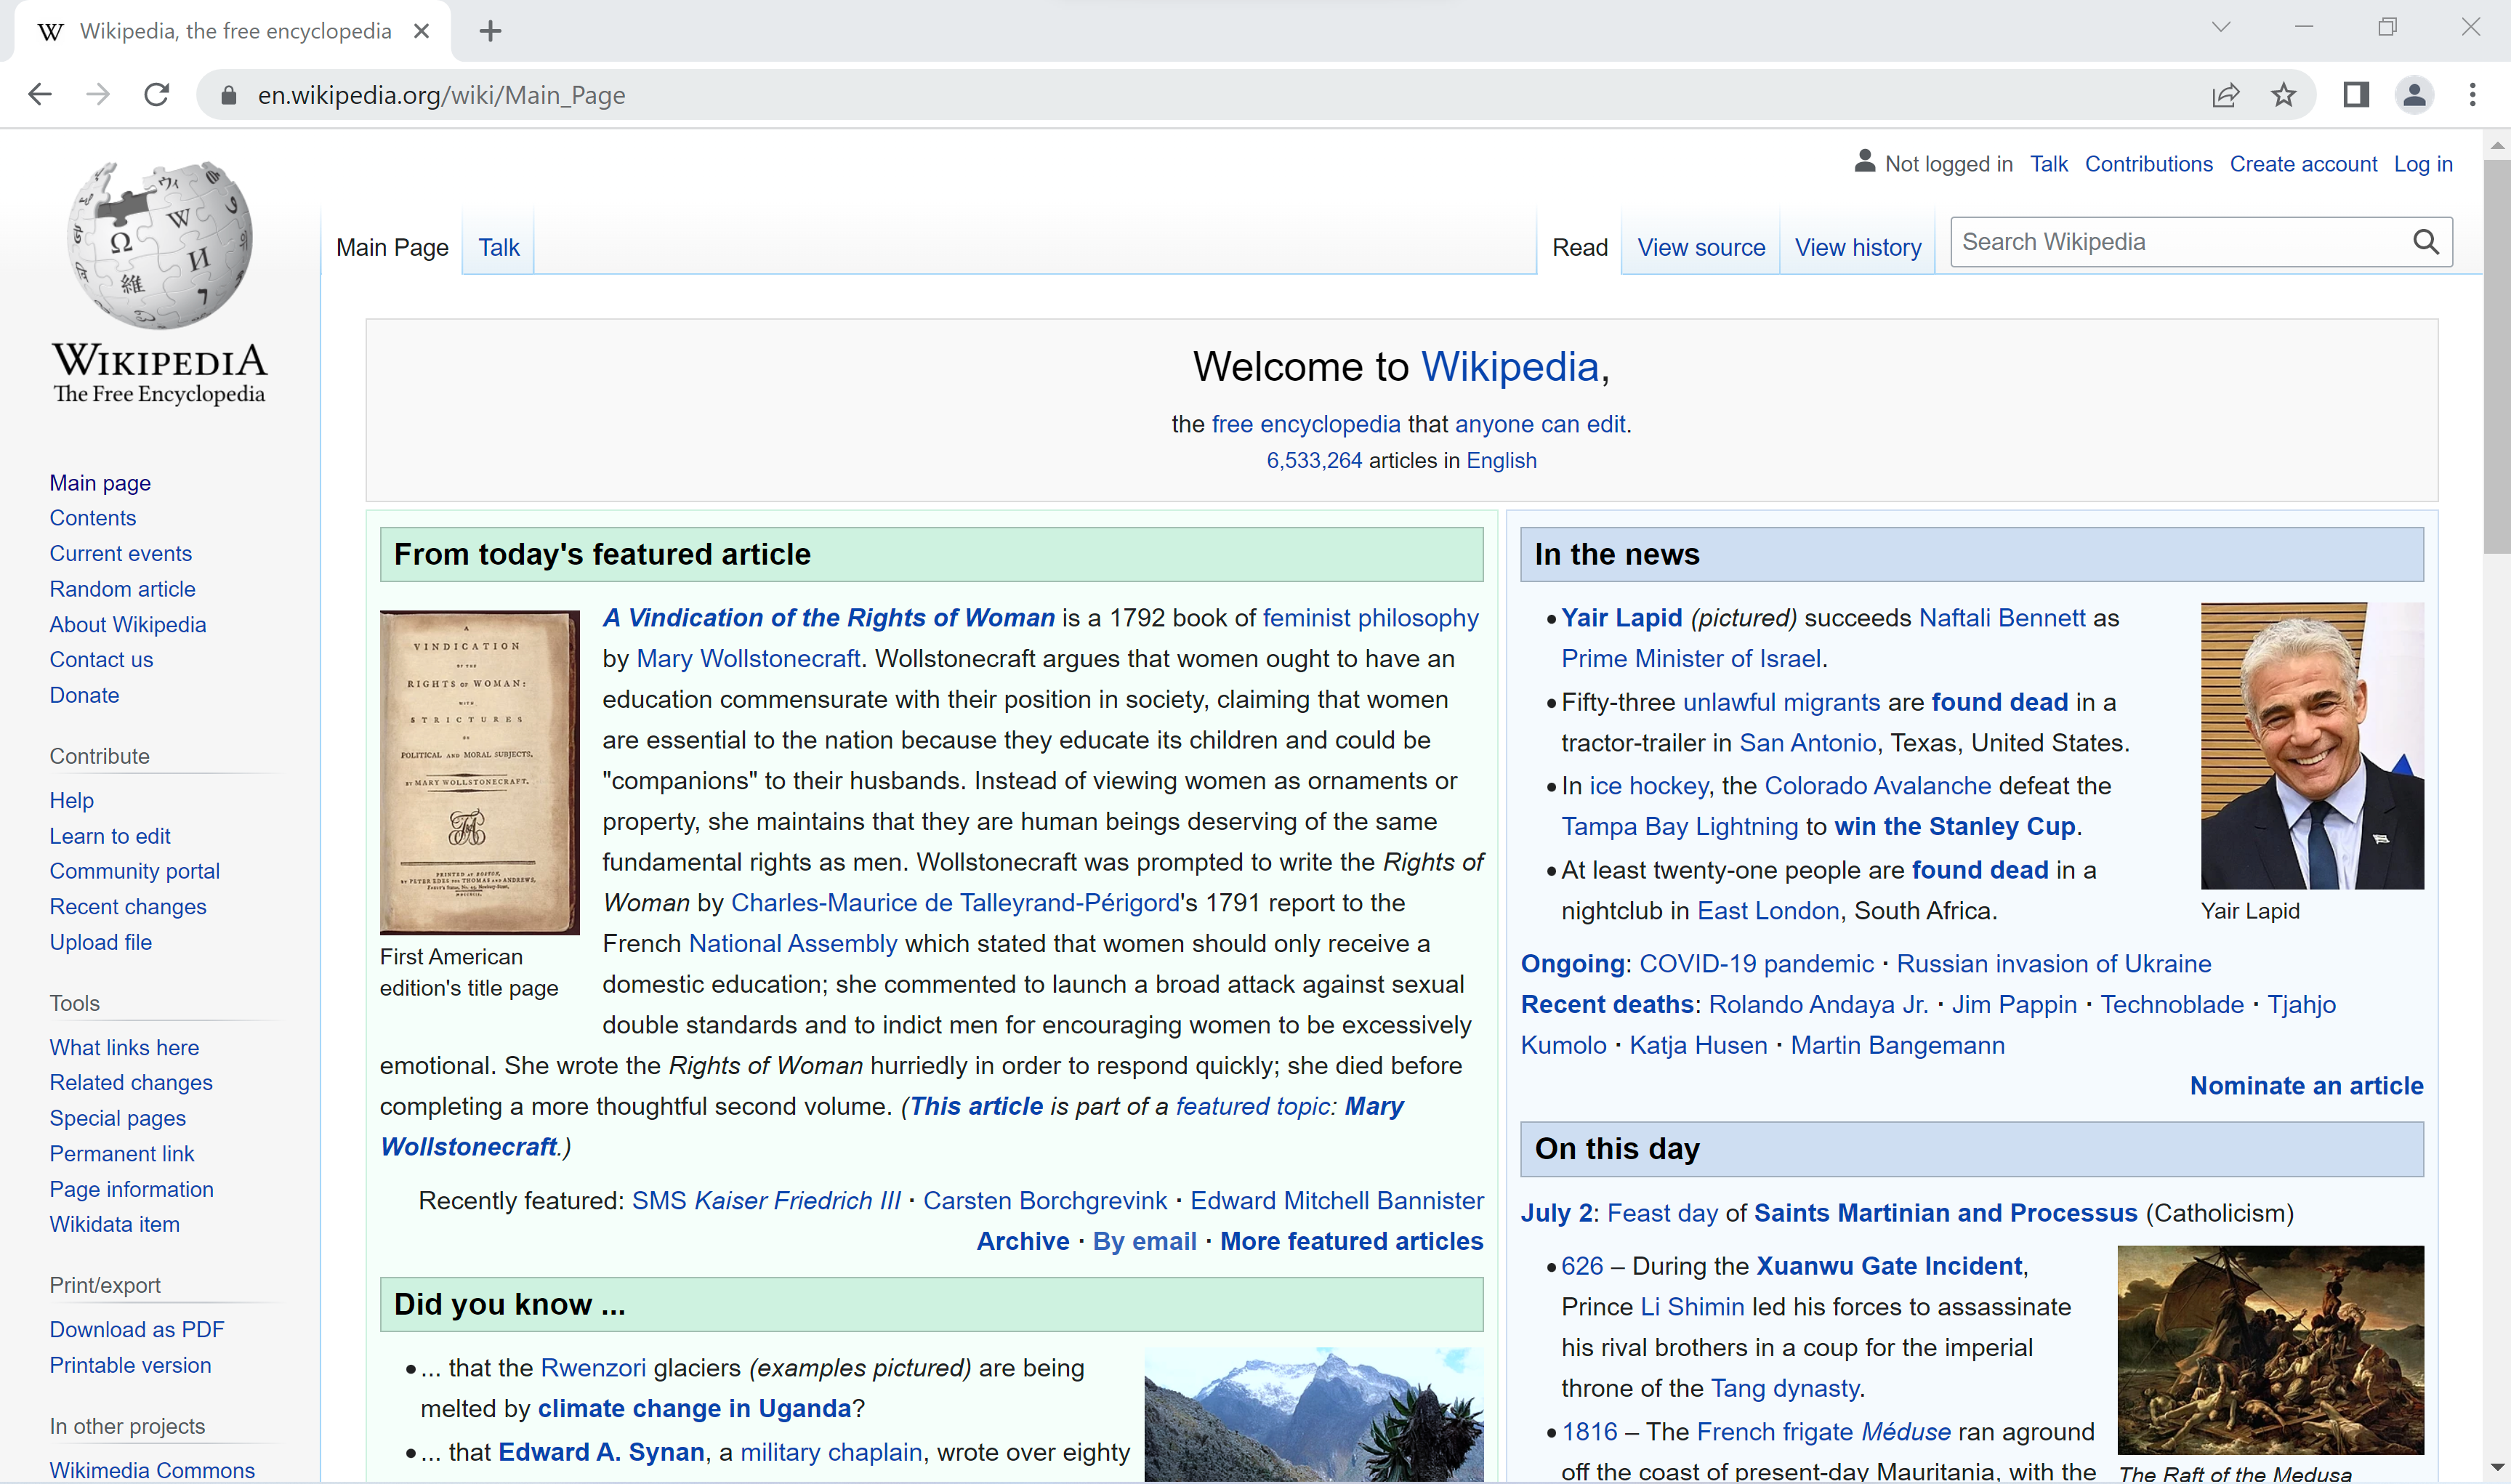 Wikipedia, the free encyclopedia
en.wikipedia.org/wiki/Main_Page
WIKIPEDIA
The Free Encyclopedia
Not logged in Talk Contributions Create account Log in
Main Page Talk Read View source View history Search Wikipedia
Main page
Contents
Current events
Random article
About Wikipedia
Contact us
Donate
Contribute
Help
Learn to edit
Community portal
Recent changes
Upload file
Tools
What links here
Related changes
Special pages
Permanent link
Page information
Wikidata item
Print/export
Download as PDF
Printable version
In other projects
Wikimedia Commons
Welcome to Wikipedia,
the free encyclopedia that anyone can edit.
6,533,264 articles in English
From today's featured article
A
VINDICATION
OF THE
RIGHTS OF WOMAN:
WITH
STRICTURES
ON
POLITICAL AND MORAL SUBJECTS.
BY MARY WOLLSTONECRAFT.
PRINTED AT BOSTON,
BY PETER EDES FOR THOMAS AND ANDREWS,
First American
edition's title page
A Vindication of the Rights of Woman is a 1792 book of feminist philosophy
by Mary Wollstonecraft. Wollstonecraft argues that women ought to have an
education commensurate with their position in society, claiming that women
are essential to the nation because they educate its children and could be
"companions" to their husbands. Instead of viewing women as ornaments or
property, she maintains that they are human beings deserving of the same
fundamental rights as men. Wollstonecraft was prompted to write the Rights of
Woman by Charles-Maurice de Talleyrand-Périgord's 1791 report to the
French National Assembly which stated that women should only receive a
domestic education; she commented to launch a broad attack against sexual
double standards and to indict men for encouraging women to be excessively
emotional. She wrote the Rights of Woman hurriedly in order to respond quickly; she died before
completing a more thoughtful second volume. (This article is part of a featured topic: Mary
Wollstonecraft.)
Recently featured: SMS Kaiser Friedrich III · Carsten Borchgrevink · Edward Mitchell Bannister
Archive · By email · More featured articles
Did you know ...
• ... that the Rwenzori glaciers (examples pictured) are being
melted by climate change in Uganda?
• ... that Edward A. Synan, a military chaplain, wrote over eighty
In the news
• Yair Lapid (pictured) succeeds Naftali Bennett as
Prime Minister of Israel.
• Fifty-three unlawful migrants are found dead in a
tractor-trailer in San Antonio, Texas, United States.
• In ice hockey, the Colorado Avalanche defeat the
Tampa Bay Lightning to win the Stanley Cup.
• At least twenty-one people are found dead in a
nightclub in East London, South Africa.
Yair Lapid
Ongoing: COVID-19 pandemic · Russian invasion of Ukraine
Recent deaths: Rolando Andaya Jr. · Jim Pappin · Technoblade · Tjahjo
Kumolo · Katja Husen · Martin Bangemann
Nominate an article
On this day
July 2: Feast day of Saints Martinian and Processus (Catholicism)
• 626 – During the Xuanwu Gate Incident,
Prince Li Shimin led his forces to assassinate
his rival brothers in a coup for the imperial
throne of the Tang dynasty.
• 1816 – The French frigate Méduse ran aground
off the coast of present-day Mauritania, with the
The Raft of the Medusa